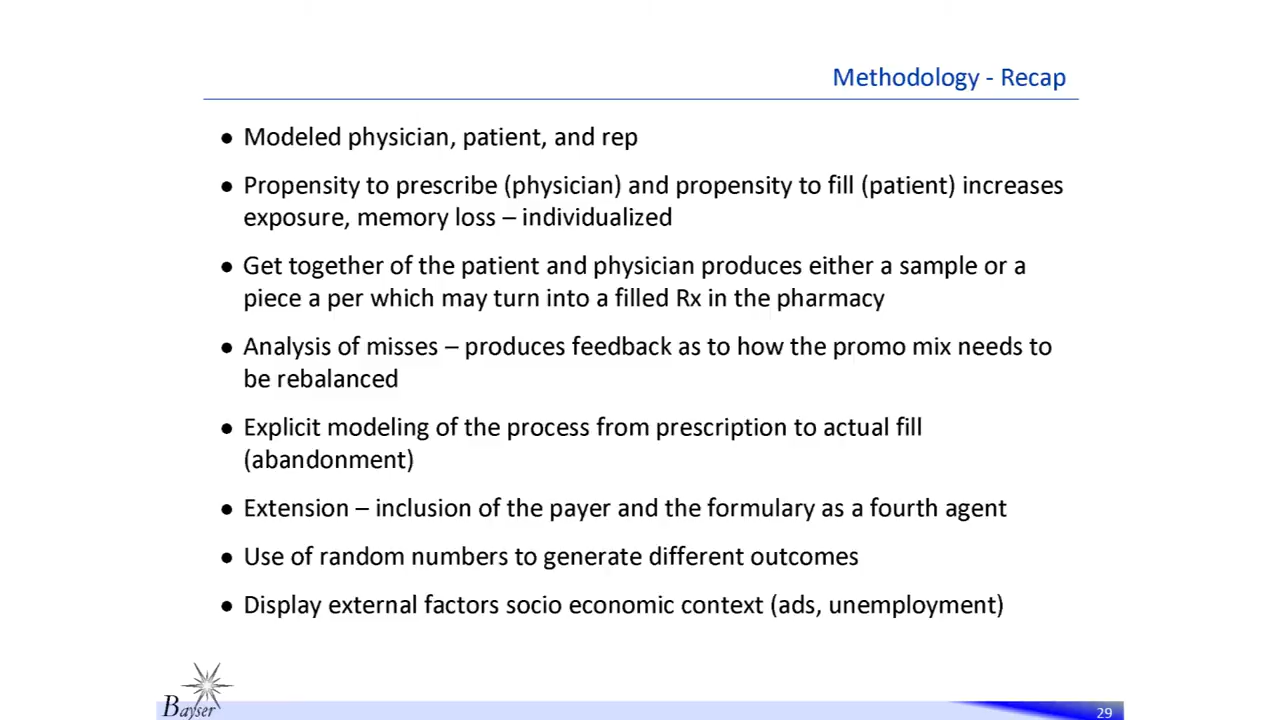 Methodology - Recap
● Modeled physician, patient, and rep
● Propensity to prescribe (physician) and propensity to fill (patient) increases
exposure, memory loss – individualized
● Get together of the patient and physician produces either a sample or a
piece a per which may turn into a filled Rx in the pharmacy
● Analysis of misses – produces feedback as to how the promo mix needs to
be rebalanced
● Explicit modeling of the process from prescription to actual fill
(abandonment)
● Extension – inclusion of the payer and the formulary as a fourth agent
● Use of random numbers to generate different outcomes
● Display external factors socio economic context (ads, unemployment)
Bayser
29